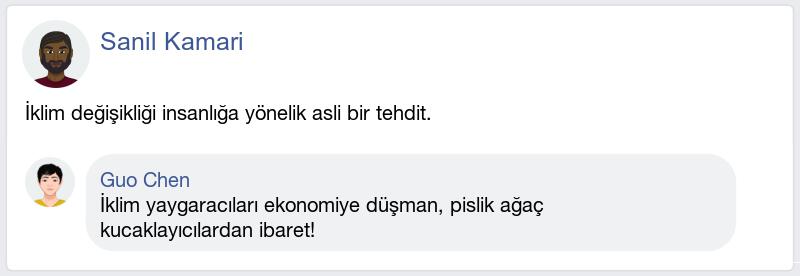 Sanil Kamari
İklim değişikliği insanlığa yönelik asli bir tehdit.
Guo Chen
İklim yaygaracıları ekonomiye düşman, pislik ağaç
kucaklayıcılardan ibaret!